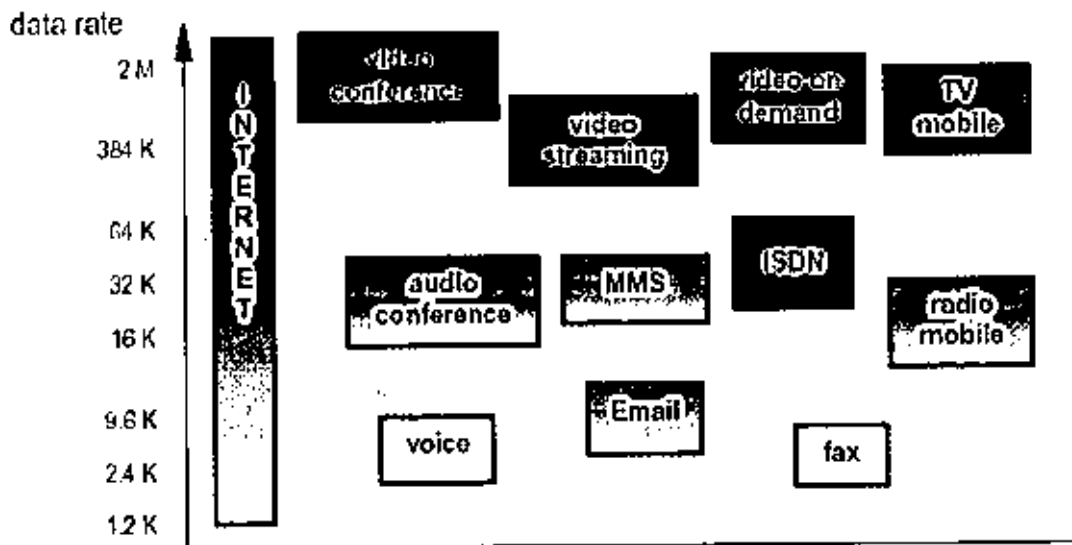 data rate
2 M
384 K
64 K
32 K
16 K
9.6 K
2.4 K
1.2 K
INTERNET
video
conference
video
streaming
video-on
demand
TV
mobile
audio
conference
MMS
ISDN
radio
mobile
voice
Email
fax